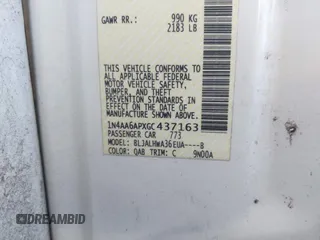 GAWR RR.: 990 KG
2183 LB
THIS VEHICLE CONFORMS TO ALL
APPLICABLE FEDERAL MOTOR
VEHICLE SAFETY,
BUMPER, AND THEFT
PREVENTION STANDARDS IN
EFFECT ON THE DATE OF
MANUFACTURE SHOWN ABOVE.
1N4AA6APXGC437163
PASSENGER CAR 773
MODEL: BLJALHWA36EUA----B
COLOR: QAB TRIM: C 9N00A
DREAMBID